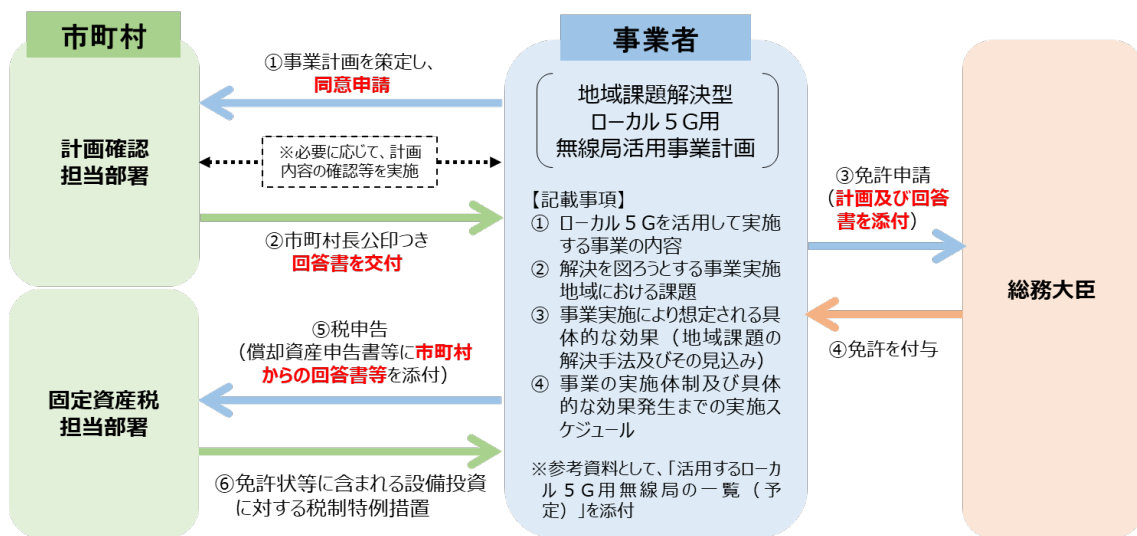 市町村
計画確認
担当部署
固定資産税
担当部署
①事業計画を策定し、
同意申請
※必要に応じて、計画
内容の確認等を実施
②市町村長公印つき
回答書を交付
⑤税申告
（償却資産申告書等に市町村
からの回答書等を添付）
⑥免許状等に含まれる設備投資
に対する税制特例措置
事業者
地域課題解決型
ローカル５Ｇ用
無線局活用事業計画
【記載事項】
① ローカル５Ｇを活用して実施
する事業の内容
② 解決を図ろうとする事業実施
地域における課題
③ 事業実施により想定される具
体的な効果（地域課題の
解決手法及びその見込み）
④ 事業の実施体制及び具体
的な効果発生までの実施ス
ケジュール
※参考資料として、「活用するローカ
ル５Ｇ用無線局の一覧（予
定）」を添付
③免許申請
（計画及び回答
書を添付）
④免許を付与
総務大臣